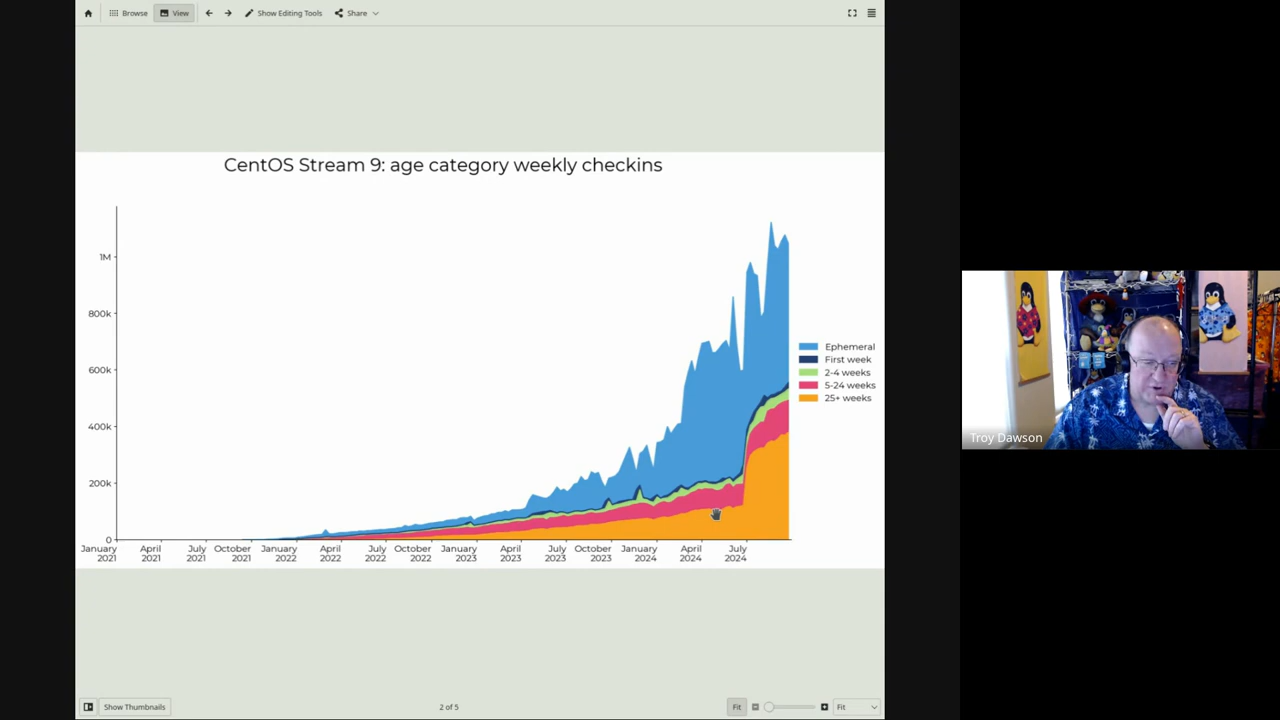 Browse View Show Editing Tools Share
CentOS Stream 9: age category weekly checkins
1M
800k
600k
400k
200k
0
January 2021
April 2021
July 2021
October 2021
January 2022
April 2022
July 2022
October 2022
January 2023
April 2023
July 2023
October 2023
January 2024
April 2024
July 2024
Ephemeral
First week
2-4 weeks
5-24 weeks
25+ weeks
Troy Dawson
Show Thumbnails
2 of 5
Fit
Fit